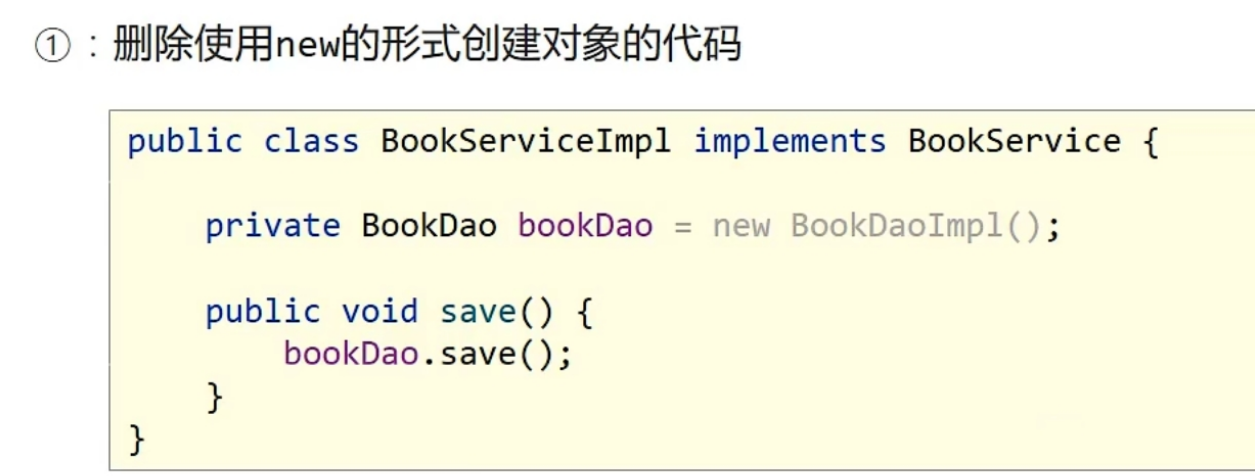 ①：删除使用new的形式创建对象的代码
public class BookServiceImpl implements BookService {
private BookDao bookDao = new BookDaoImpl();
public void save() {
bookDao.save();
}
}